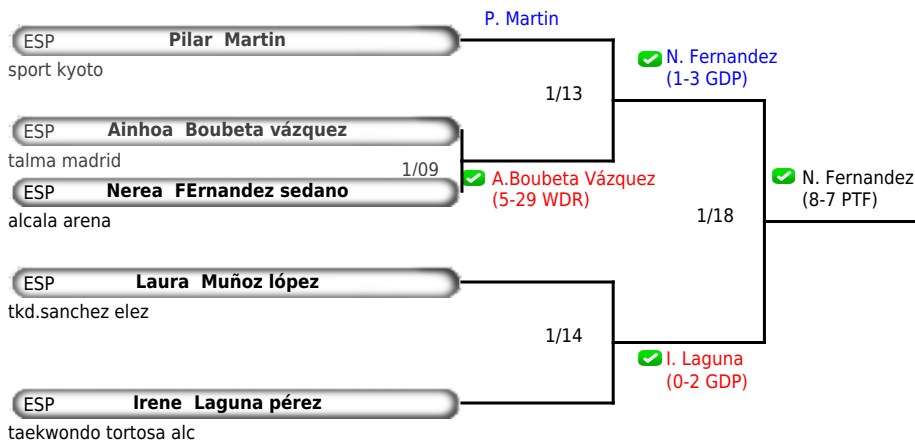 P. Martin
ESP Pilar Martin
sport kyoto
N. Fernandez
(1-3 GDP)
1/13
ESP Ainhoa Boubeta vázquez
talma madrid
1/09
A.Boubeta Vázquez
(5-29 WDR)
ESP Nerea FErnandez sedano
alcala arena
N. Fernandez
(8-7 PTF)
1/18
ESP Laura Muñoz lópez
tkd.sanchez elez
1/14
I. Laguna
(0-2 GDP)
ESP Irene Laguna pérez
taekwondo tortosa alc